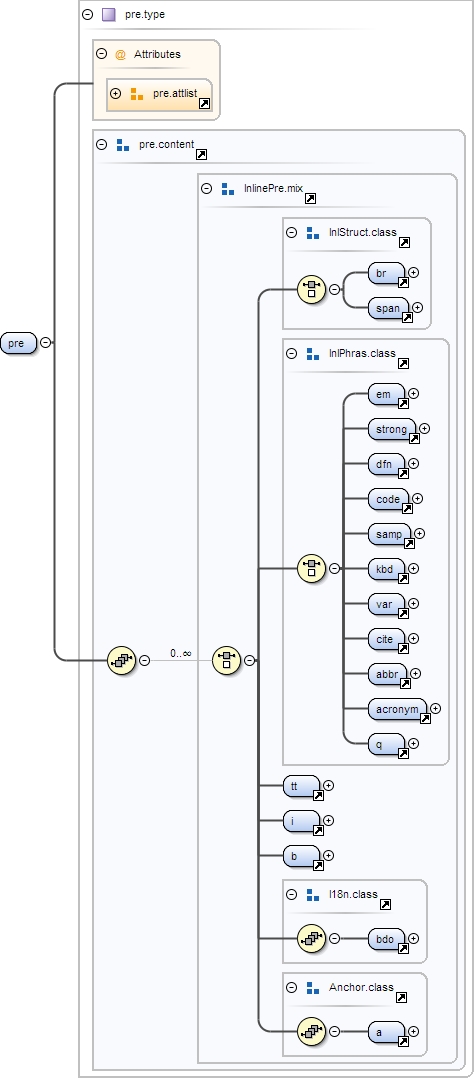 pre.type
@ Attributes
pre.attlist
pre.content
InlinePre.mix
InlStruct.class
br
span
pre
InlPhras.class
em
strong
dfn
code
samp
kbd
var
cite
0..∞
abbr
acronym
q
tt
i
b
I18n.class
bdo
Anchor.class
a